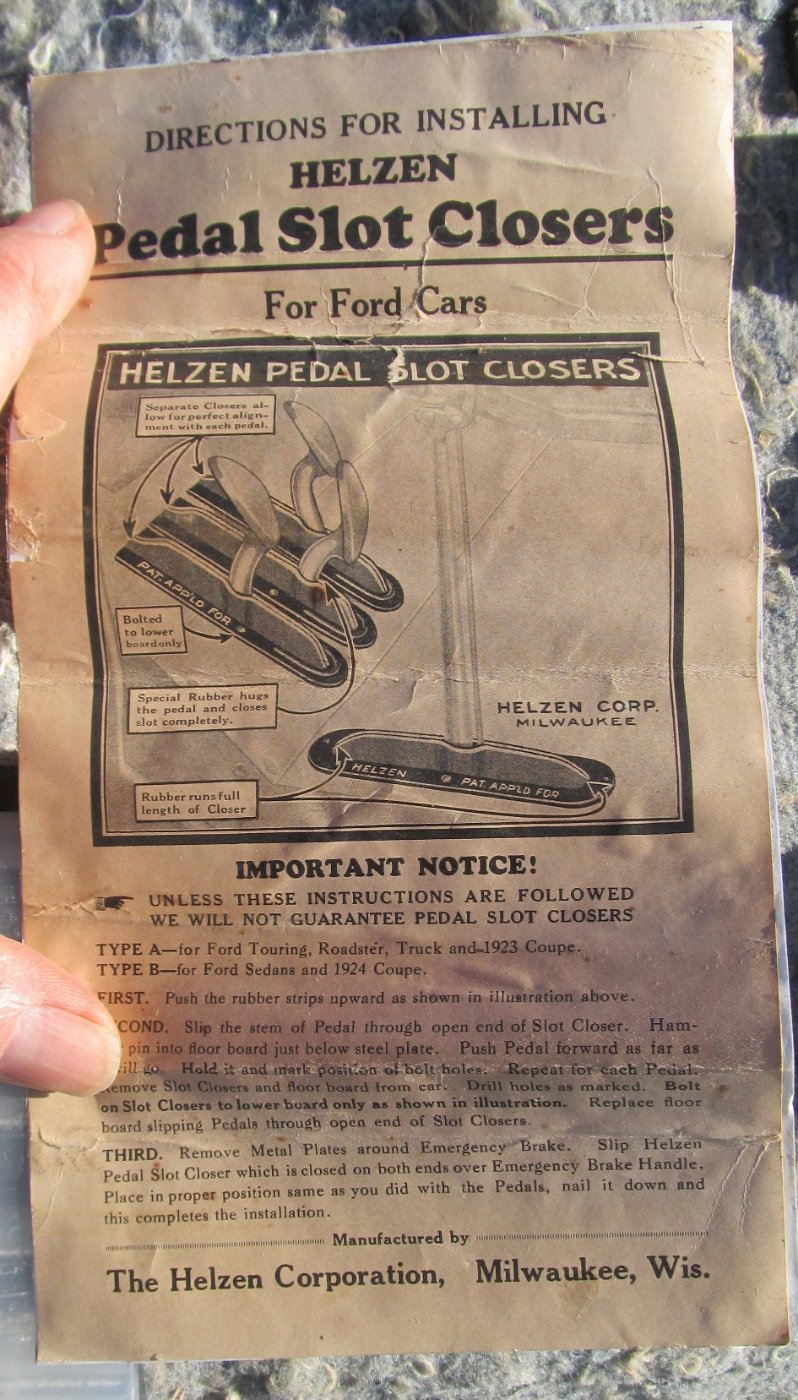 DIRECTIONS FOR INSTALLING
HELZEN
Pedal Slot Closers
For Ford Cars
HELZEN PEDAL SLOT CLOSERS
Separate Closers al-
low for perfect align-
ment with each pedal.
PAT. APP'LD FOR
Bolted
to lower
board only
Special Rubber hugs
the pedal and closes
slot completely.
HELZEN CORP.
MILWAUKEE
HELZEN PAT. APP'LD FOR
Rubber runs full
length of Closer
IMPORTANT NOTICE!
UNLESS THESE INSTRUCTIONS ARE FOLLOWED
WE WILL NOT GUARANTEE PEDAL SLOT CLOSERS
TYPE A—for Ford Touring, Roadster, Truck and 1923 Coupe.
TYPE B—for Ford Sedans and 1924 Coupe.
FIRST. Push the rubber strips upward as shown in illustration above.
SECOND. Slip the stem of Pedal through open end of Slot Closer. Ham-
pin into floor board just below steel plate. Push Pedal forward as far as
will go. Hold it and mark position of bolt holes. Repeat for each Pedal.
Remove Slot Closers and floor board from car. Drill holes as marked. Bolt
on Slot Closers to lower board only as shown in illustration. Replace floor
board slipping Pedals through open end of Slot Closers.
THIRD. Remove Metal Plates around Emergency Brake. Slip Helzen
Pedal Slot Closer which is closed on both ends over Emergency Brake Handle.
Place in proper position same as you did with the Pedals, nail it down and
this completes the installation.
Manufactured by
The Helzen Corporation, Milwaukee, Wis.